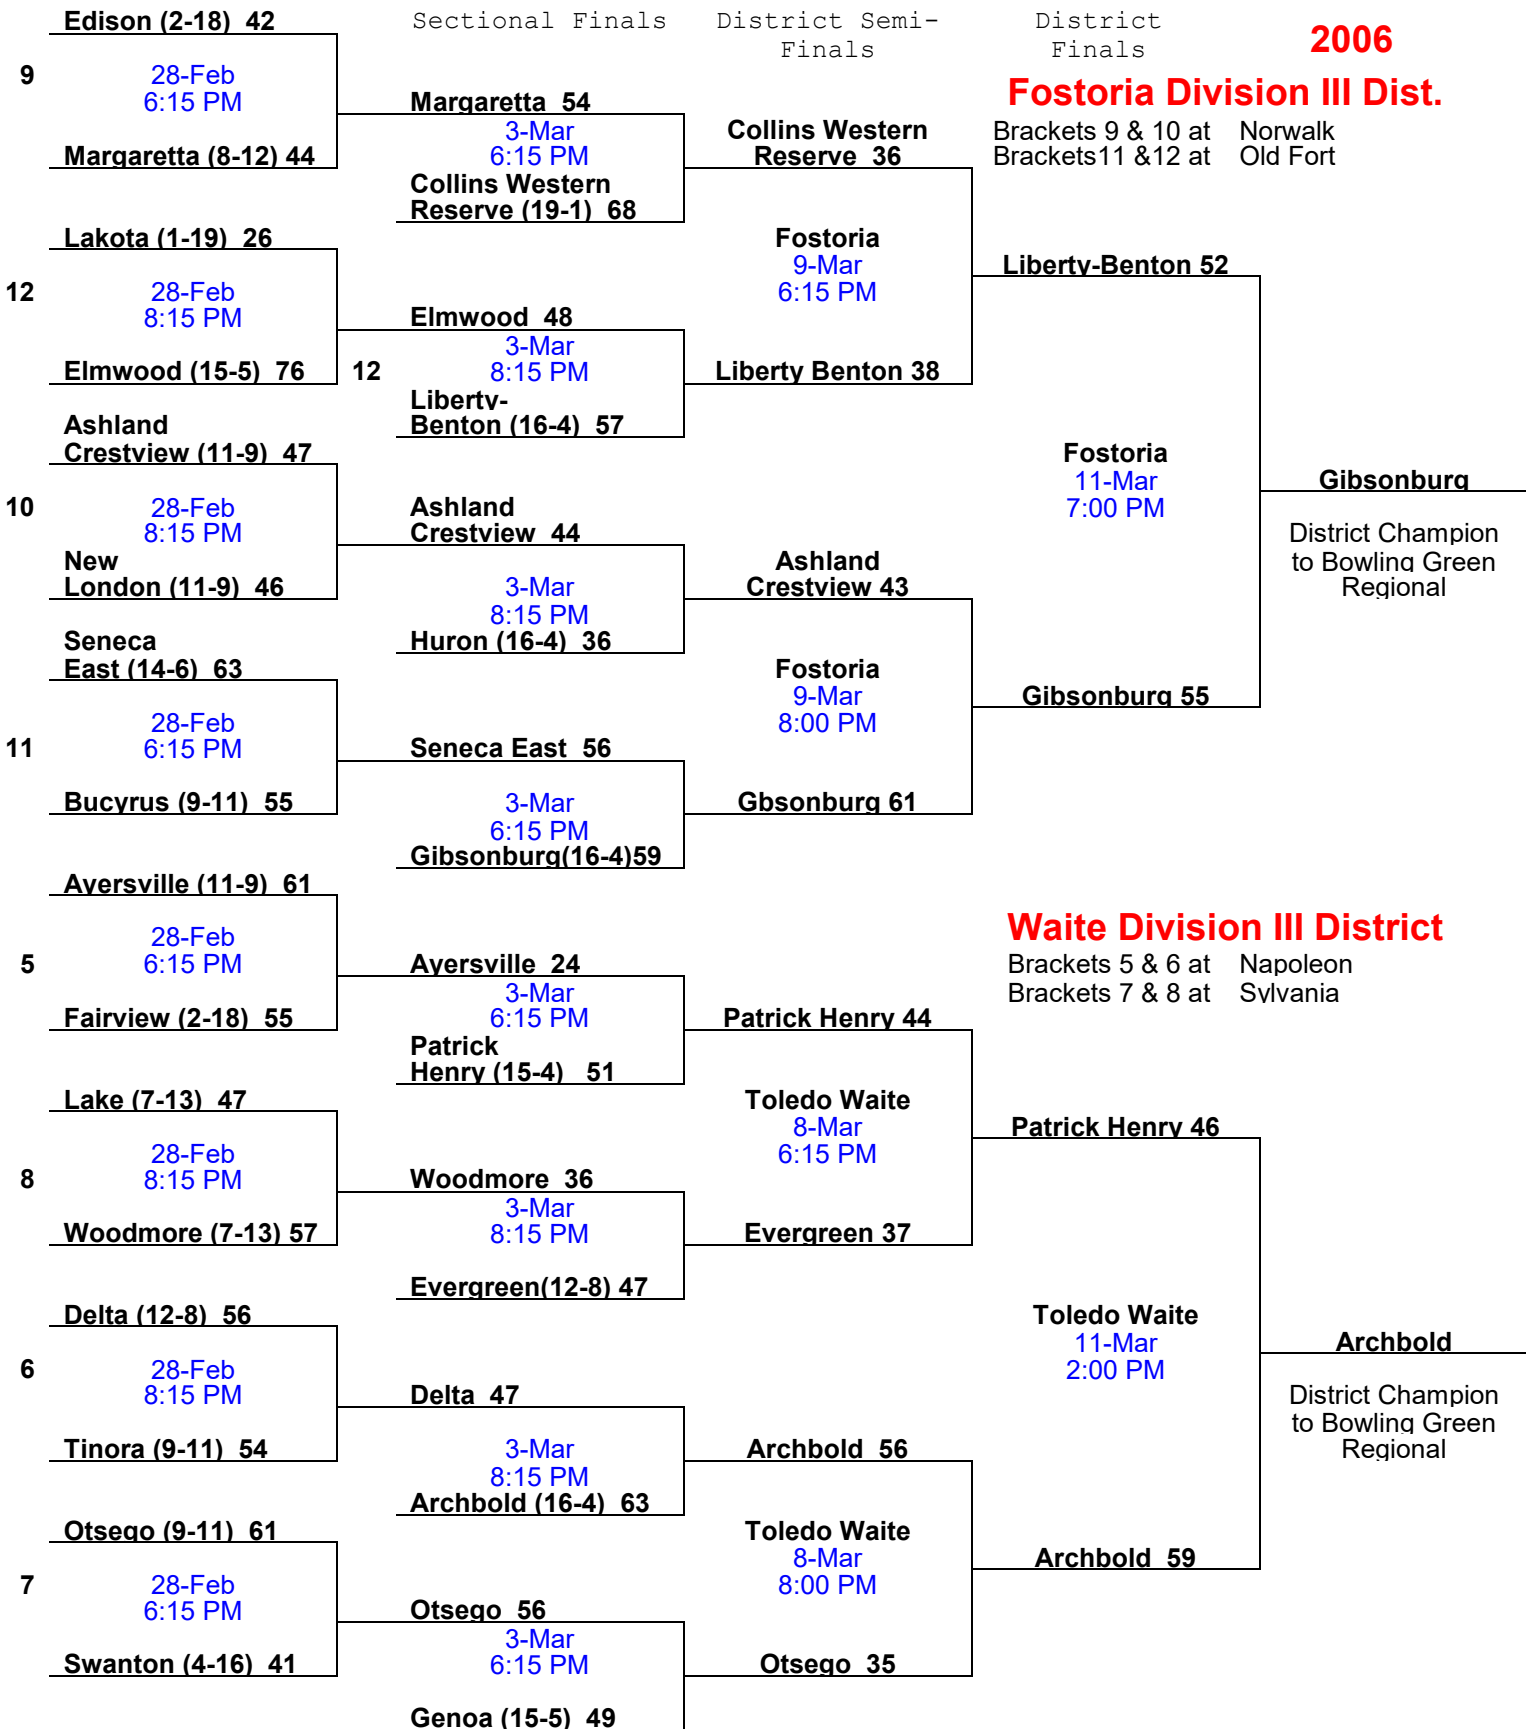 Edison (2-18) 42
Sectional Finals
District Semi-
Finals
District
Finals
2006
9
28-Feb
6:15 PM
Fostoria Division III Dist.
Margaretta 54
3-Mar
6:15 PM
Collins Western
Reserve 36
Brackets 9 & 10 at Norwalk
Brackets11 &12 at Old Fort
Margaretta (8-12) 44
Collins Western
Reserve (19-1) 68
Lakota (1-19) 26
Fostoria
9-Mar
6:15 PM
Liberty-Benton 52
12
28-Feb
8:15 PM
Elmwood 48
3-Mar
8:15 PM
Elmwood (15-5) 76
12
Liberty Benton 38
Liberty-
Benton (16-4) 57
Ashland
Crestview (11-9) 47
Fostoria
11-Mar
7:00 PM
Gibsonburg
10
28-Feb
8:15 PM
Ashland
Crestview 44
District Champion
to Bowling Green
Regional
New
London (11-9) 46
Ashland
Crestview 43
3-Mar
8:15 PM
Huron (16-4) 36
Seneca
East (14-6) 63
Fostoria
9-Mar
8:00 PM
Gibsonburg 55
11
28-Feb
6:15 PM
Seneca East 56
Bucyrus (9-11) 55
3-Mar
6:15 PM
Gbsonburg 61
Gibsonburg(16-4)59
Ayersville (11-9) 61
Waite Division III District
5
28-Feb
6:15 PM
Ayersville 24
3-Mar
6:15 PM
Brackets 5 & 6 at Napoleon
Brackets 7 & 8 at Sylvania
Fairview (2-18) 55
Patrick Henry 44
Patrick
Henry (15-4) 51
Lake (7-13) 47
Toledo Waite
8-Mar
6:15 PM
Patrick Henry 46
8
28-Feb
8:15 PM
Woodmore 36
3-Mar
8:15 PM
Woodmore (7-13) 57
Evergreen 37
Evergreen(12-8) 47
Delta (12-8) 56
Toledo Waite
11-Mar
2:00 PM
Archbold
6
28-Feb
8:15 PM
Delta 47
District Champion
to Bowling Green
Regional
Tinora (9-11) 54
3-Mar
8:15 PM
Archbold 56
Archbold (16-4) 63
Otsego (9-11) 61
Toledo Waite
8-Mar
8:00 PM
Archbold 59
7
28-Feb
6:15 PM
Otsego 56
3-Mar
6:15 PM
Swanton (4-16) 41
Otsego 35
Genoa (15-5) 49